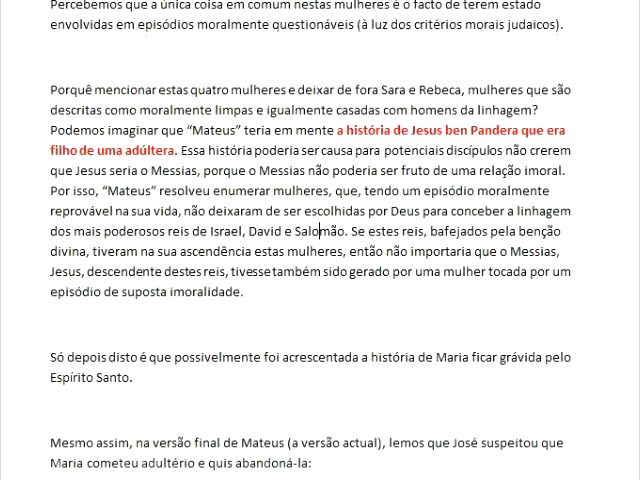 Percebemos que a única coisa em comum nestas mulheres é o facto de terem estado
envolvidas em episódios moralmente questionáveis (à luz dos critérios morais judaicos).
Porquê mencionar estas quatro mulheres e deixar de fora Sara e Rebeca, mulheres que são
descritas como moralmente limpas e igualmente casadas com homens da linhagem?
Podemos imaginar que “Mateus” teria em mente a história de Jesus ben Pandera que era
filho de uma adúltera. Essa história poderia ser causa para potenciais discípulos não crerem
que Jesus seria o Messias, porque o Messias não poderia ser fruto de uma relação imoral.
Por isso, “Mateus” resolveu enumerar mulheres, que, tendo um episódio moralmente
reprovável na sua vida, não deixaram de ser escolhidas por Deus para conceber a linhagem
dos mais poderosos reis de Israel, David e Salomão. Se estes reis, bafejados pela benção
divina, tiveram na sua ascendência estas mulheres, então não importaria que o Messias,
Jesus, descendente destes reis, tivesse também sido gerado por uma mulher tocada por um
episódio de suposta imoralidade.
Só depois disto é que possivelmente foi acrescentada a história de Maria ficar grávida pelo
Espírito Santo.
Mesmo assim, na versão final de Mateus (a versão actual), lemos que José suspeitou que
Maria cometeu adultério e quis abandoná-la: